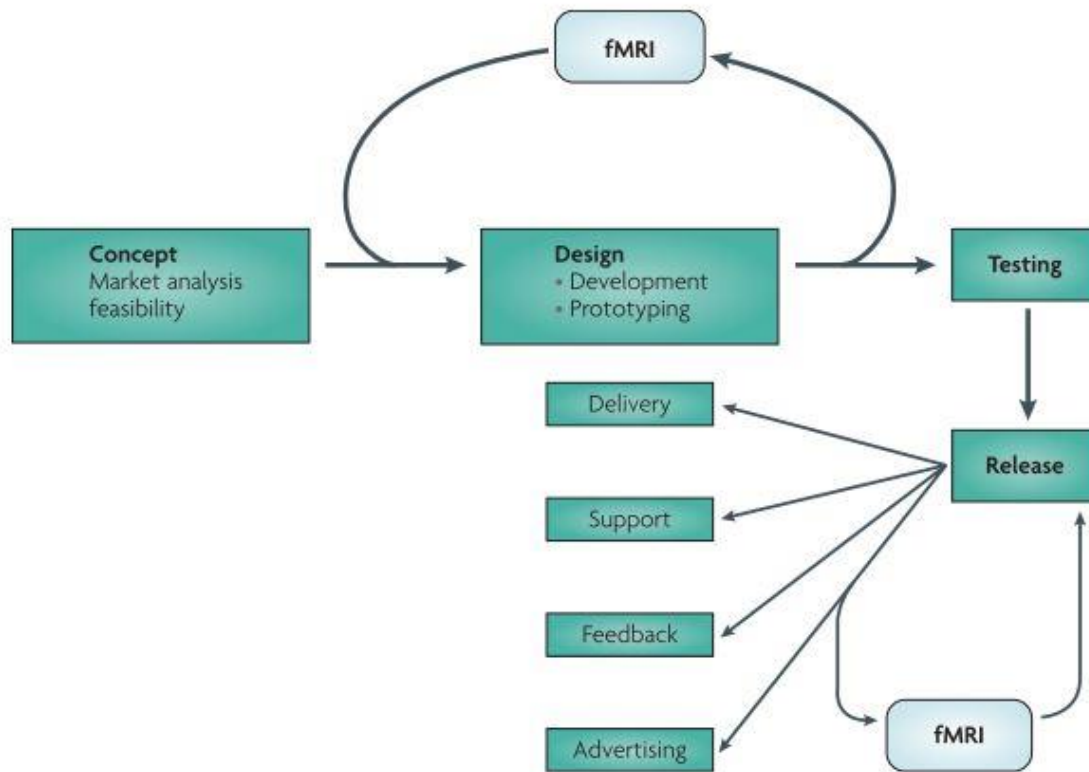 fMRI
Concept
Market analysis
feasibility
Design
• Development
• Prototyping
Testing
Delivery
Release
Support
Feedback
fMRI
Advertising